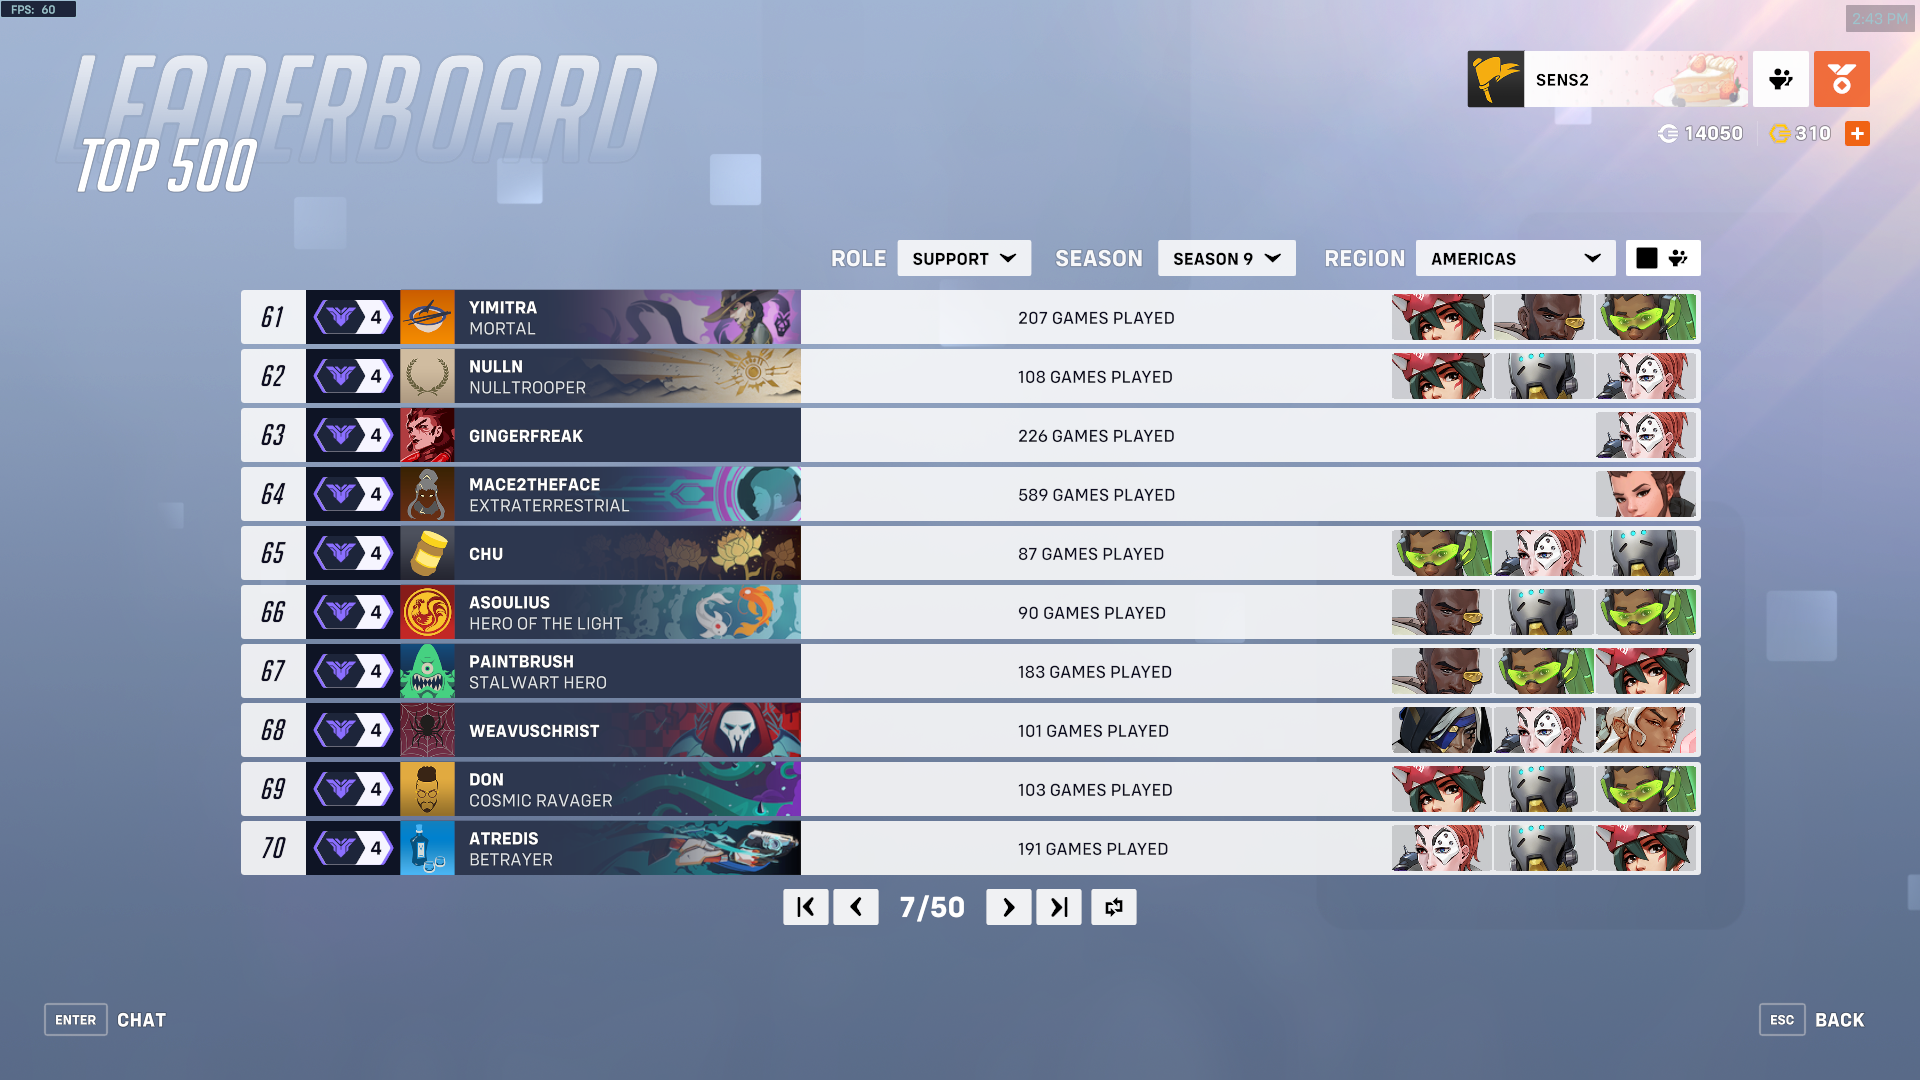 FPS: 60
2:43 PM
LEADERBOARD
TOP 500
SENS2
14050
310
ROLE SUPPORT SEASON SEASON 9 REGION AMERICAS
61 4 YIMITRA MORTAL 207 GAMES PLAYED
62 4 NULLN NULLTROOPER 108 GAMES PLAYED
63 4 GINGERFREAK 226 GAMES PLAYED
64 4 MACE2THEFACE EXTRATERRESTRIAL 589 GAMES PLAYED
65 4 CHU 87 GAMES PLAYED
66 4 ASOULIUS HERO OF THE LIGHT 90 GAMES PLAYED
67 4 PAINTBRUSH STALWART HERO 183 GAMES PLAYED
68 4 WEAVUSCHRIST 101 GAMES PLAYED
69 4 DON COSMIC RAVAGER 103 GAMES PLAYED
70 4 ATREDIS BETRAYER 191 GAMES PLAYED
7/50
ENTER CHAT
ESC BACK